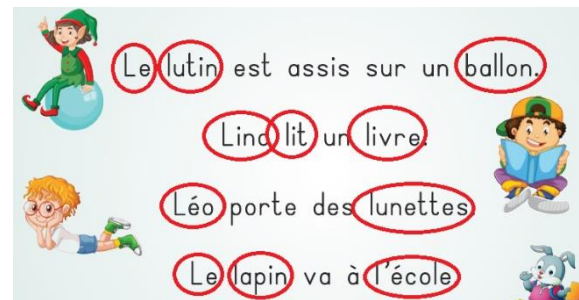 Le lutin est assis sur un ballon.
Lina lit un livre.
Léo porte des lunettes
Le lapin va à l'école